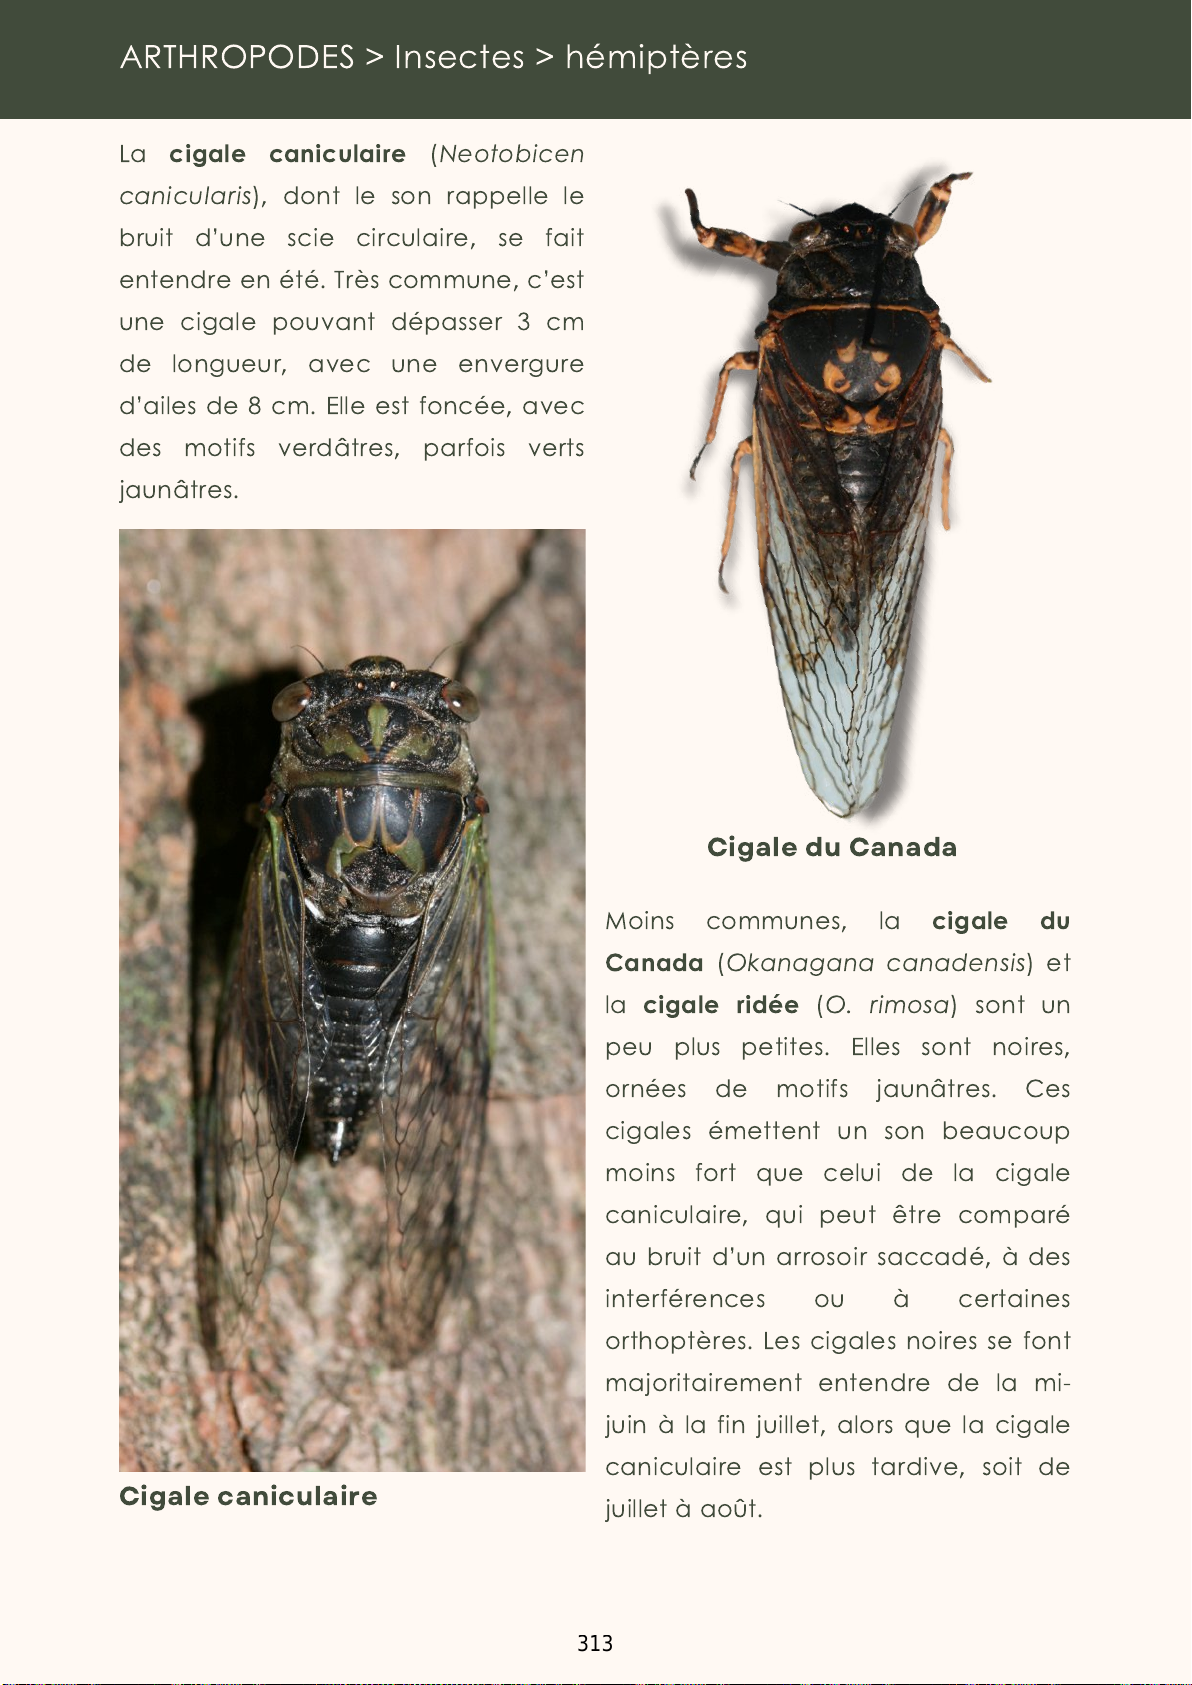 ARTHROPODES > Insectes > hémiptères
La cigale caniculaire (Neotobicen
canicularis), dont le son rappelle le
bruit d'une scie circulaire, se fait
entendre en été. Très commune, c'est
une cigale pouvant dépasser 3 cm
de longueur, avec une envergure
d'ailes de 8 cm. Elle est foncée, avec
des motifs verdâtres, parfois verts
jaunâtres.
Cigale caniculaire
Cigale du Canada
Moins communes, la cigale du
Canada (Okanagana canadensis) et
la cigale ridée (O. rimosa) sont un
peu plus petites. Elles sont noires,
ornées de motifs jaunâtres. Ces
cigales émettent un son beaucoup
moins fort que celui de la cigale
caniculaire, qui peut être comparé
au bruit d'un arrosoir saccadé, à des
interférences ou à certaines
orthoptères. Les cigales noires se font
majoritairement entendre de la mi-
juin à la fin juillet, alors que la cigale
caniculaire est plus tardive, soit de
juillet à août.
313